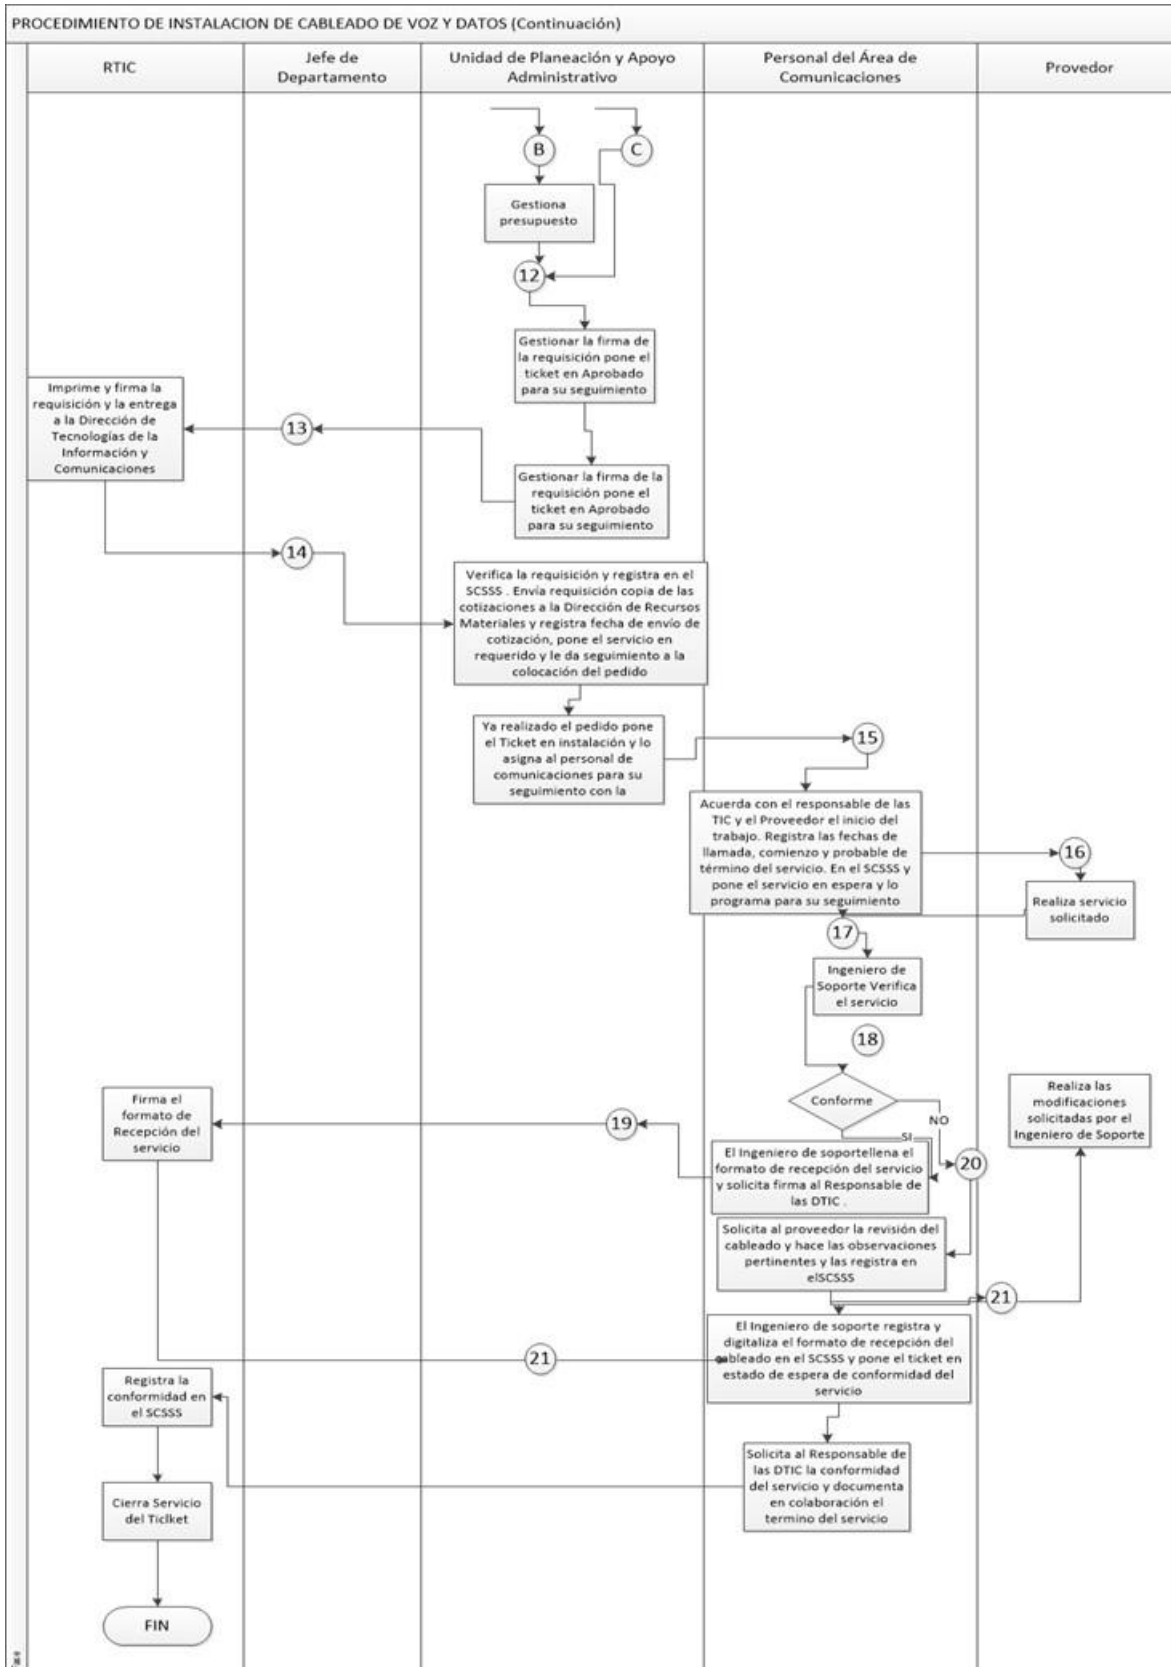 PROCEDIMIENTO DE INSTALACION DE CABLEADO DE VOZ Y DATOS (Continuación)
RTIC
Jefe de
Departamento
Unidad de Planeación y Apoyo
Administrativo
Personal del Área de
Comunicaciones
Provedor
B
C
Gestiona
presupuesto
12
Gestionar la firma de
la requisición pone el
ticket en Aprobado
para su seguimiento
Imprime y firma la
requisición y la entrega
a la Dirección de
Tecnologías de la
Información y
Comunicaciones
13
Gestionar la firma de la
requisición pone el
ticket en Aprobado
para su seguimiento
14
Verifica la requisición y registra en el
SCSSS . Envía requisición copia de las
cotizaciones a la Dirección de Recursos
Materiales y registra fecha de envío de
cotización, pone el servicio en
requerido y le da seguimiento a la
colocación del pedido
Ya realizado el pedido pone
el Ticket en instalación y lo
asigna al personal de
comunicaciones para su
seguimiento con la
15
Acuerda con el responsable de las
TIC y el Proveedor el inicio del
trabajo. Registra las fechas de
llamada, comienzo y probable de
término del servicio. En el SCSSS y
pone el servicio en espera y lo
programa para su seguimiento
16
Realiza servicio
solicitado
17
Ingeniero de
Soporte Verifica
el servicio
18
Conforme
NO
SI
Firma el
formato de
Recepción del
servicio
19
El Ingeniero de soportellena el
formato de recepción del servicio
y solicita firma al Responsable de
las DTIC .
20
Realiza las
modificaciones
solicitadas por el
Ingeniero de Soporte
Solicita al proveedor la revisión del
cableado y hace las observaciones
pertinentes y las registra en
elSCSSS
21
El Ingeniero de soporte registra y
digitaliza el formato de recepción del
cableado en el SCSSS y pone el ticket en
estado de espera de conformidad del
servicio
21
Registra la
conformidad en
el SCSSS
Solicita al Responsable de
las DTIC la conformidad
del servicio y documenta
en colaboración el
termino del servicio
Cierra Servicio
del Ticlket
FIN